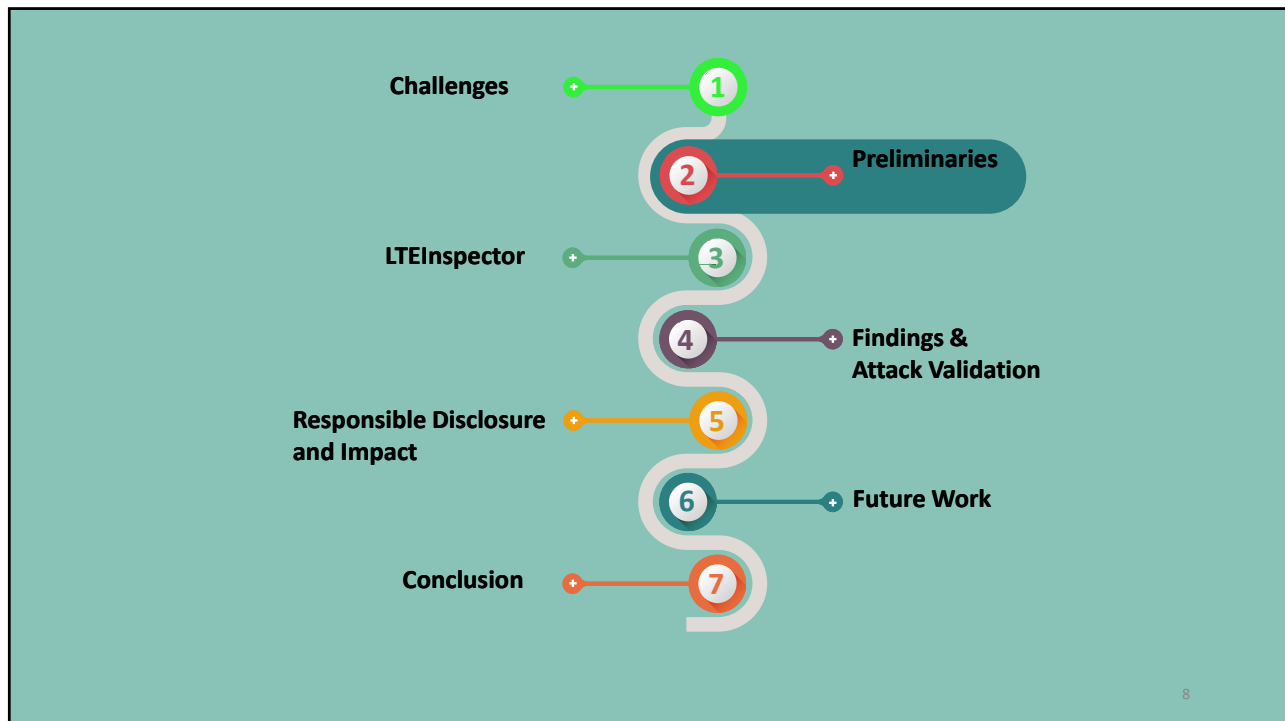 Challenges
1
2
Preliminaries
LTEInspector
3
4
Findings &
Attack Validation
Responsible Disclosure
and Impact
5
6
Future Work
Conclusion
7
8